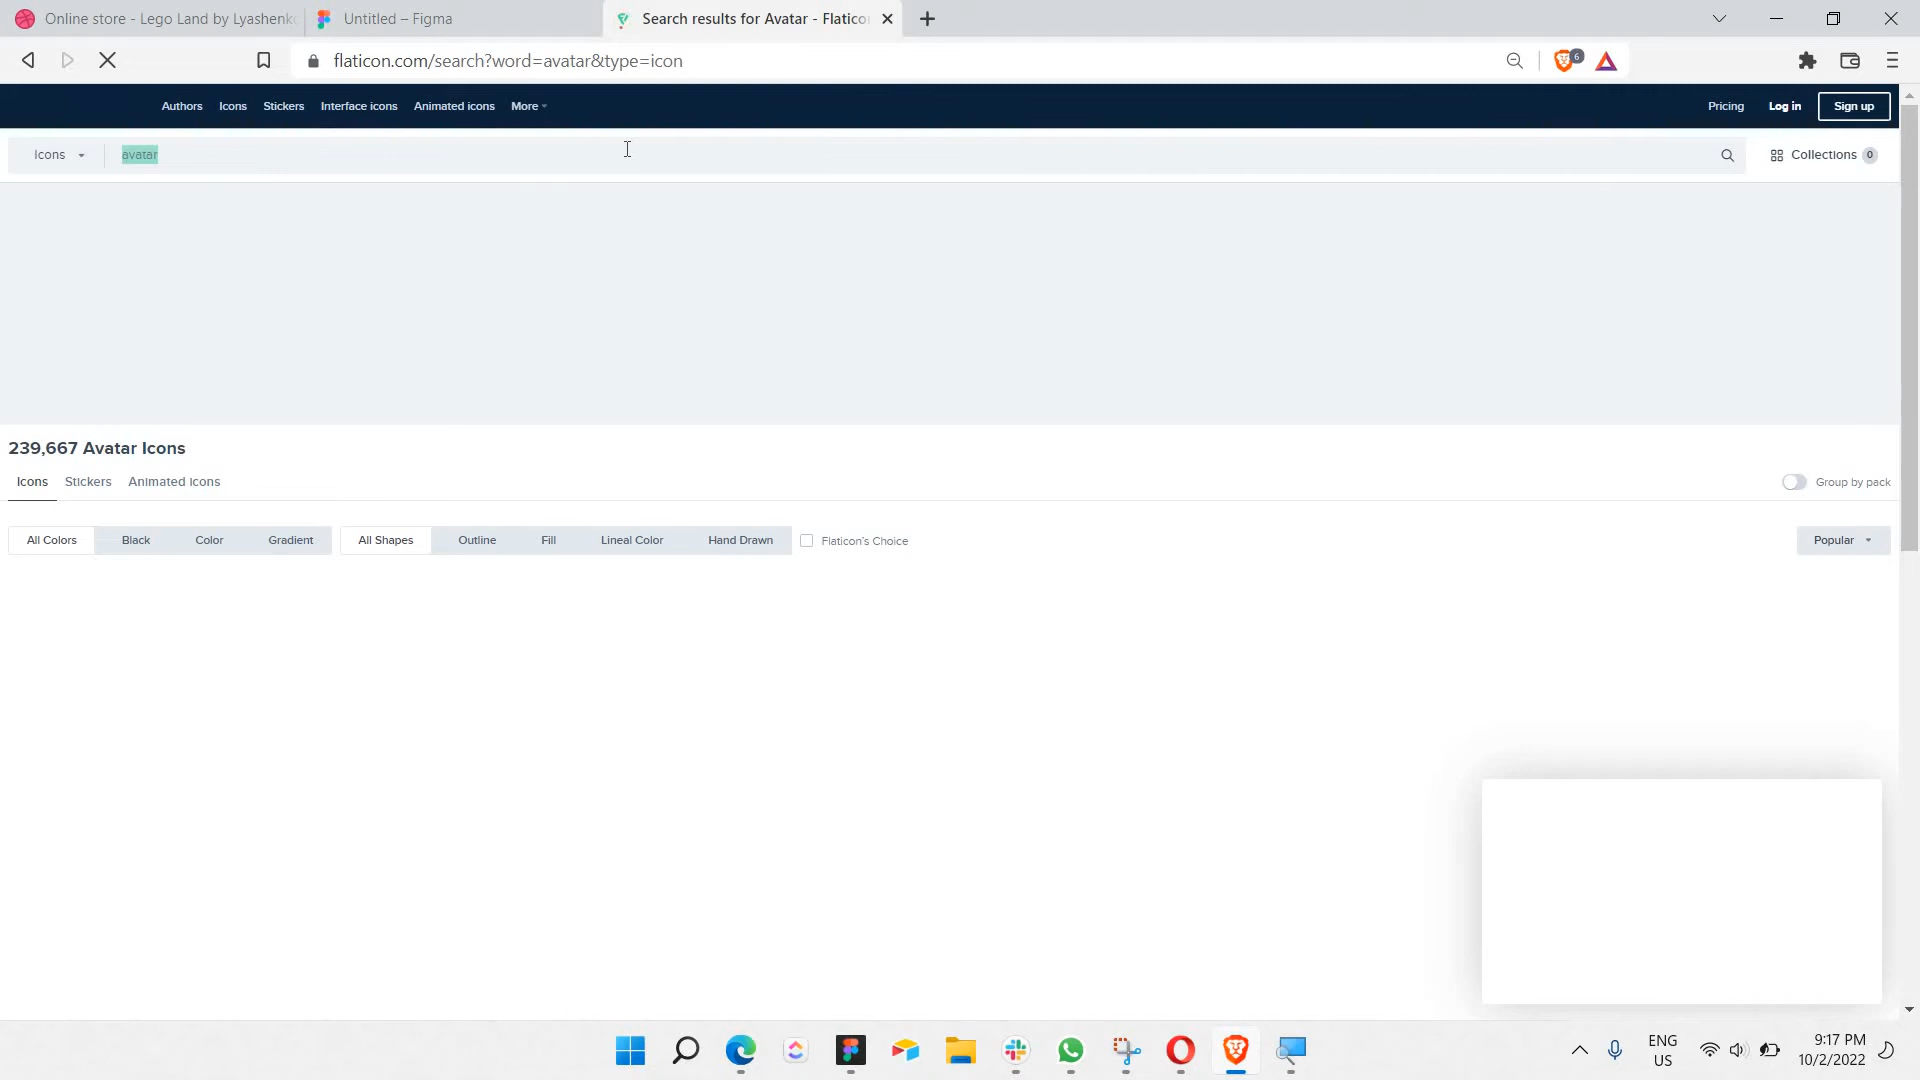 Online store - Lego Land by Lyashenk
Untitled – Figma
Search results for Avatar - Flatico
flaticon.com/search?word=avatar&type=icon
6
Authors
Icons
Stickers
Interface icons
Animated icons
More
Pricing
Log in
Sign up
Icons
avatar
Collections
0
239,667 Avatar Icons
Icons
Stickers
Animated icons
Group by pack
All Colors
Black
Color
Gradient
All Shapes
Outline
Fill
Lineal Color
Hand Drawn
Flaticon's Choice
Popular
ENG
US
9:17 PM
10/2/2022